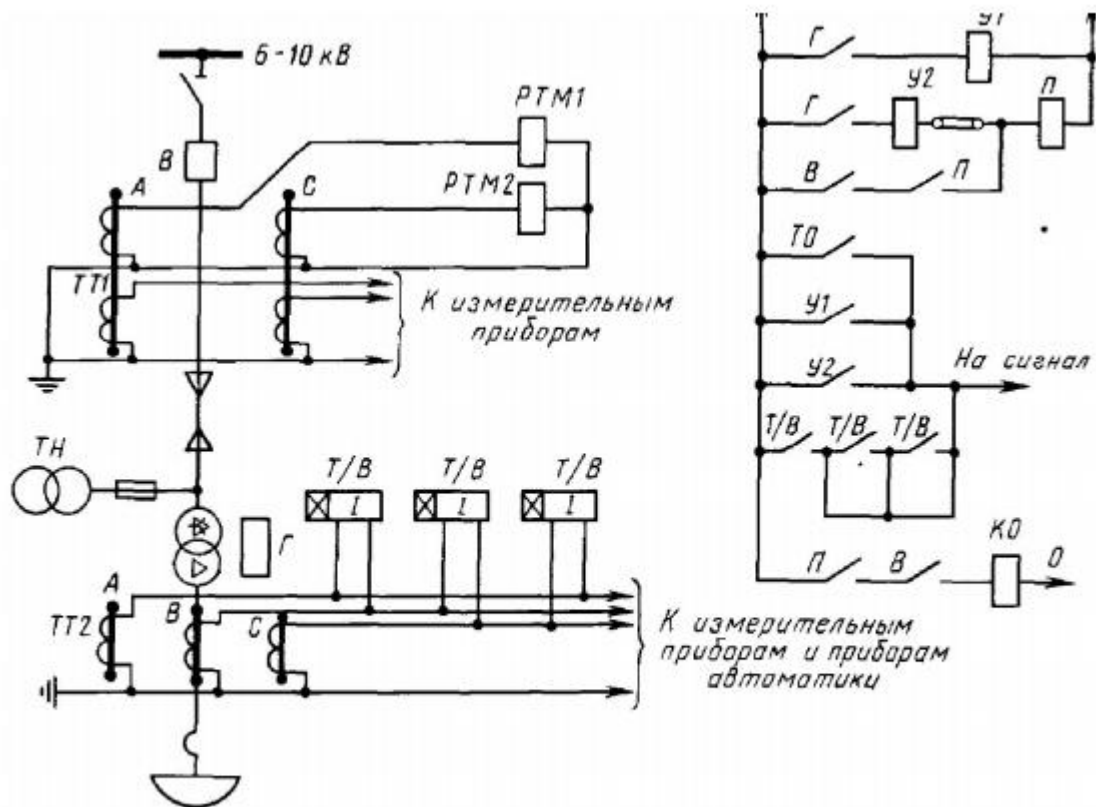 6-10 кВ
РТМ1
В
А
С
РТМ2
ТТ1
К измерительным
приборам
ТН
Т/В
Т/В
Т/В
I
I
I
Г
А
В
С
ТТ2
К измерительным
приборам и приборам
автоматики
Г
У1
Г
У2
П
В
П
ТО
У1
У2
На сигнал
Т/В
Т/В
Т/В
П
В
КО
О